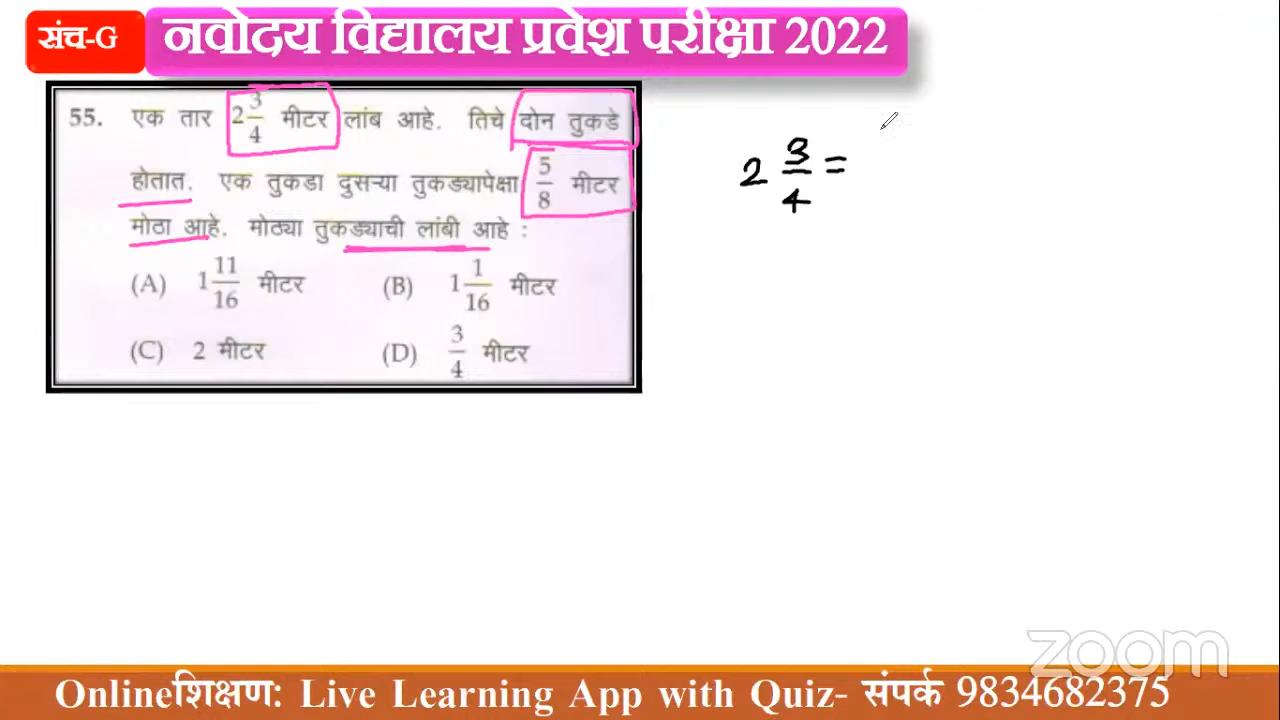 संच-G
नवोदय विद्यालय प्रवेश परीक्षा 2022
55. एक तार 2 3/4 मीटर लांब आहे. तिचे दोन तुकडे
होतात. एक तुकडा दुसऱ्या तुकड्यापेक्षा 5/8 मीटर
मोठा आहे. मोठ्या तुकड्याची लांबी आहे :
(A) 1 11/16 मीटर (B) 1 1/16 मीटर
(C) 2 मीटर (D) 3/4 मीटर
2 3/4 =
zoom
Onlineशिक्षण: Live Learning App with Quiz- संपर्क 9834682375